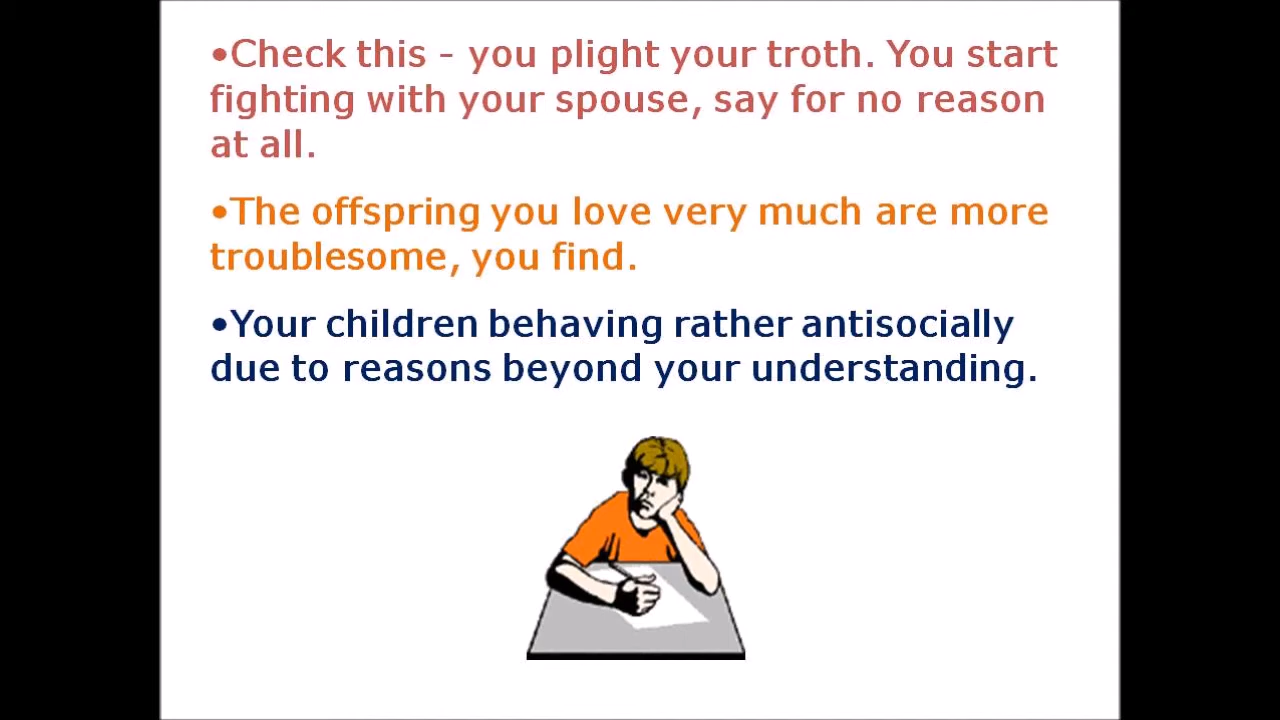 •Check this - you plight your troth. You start
fighting with your spouse, say for no reason
at all.
•The offspring you love very much are more
troublesome, you find.
•Your children behaving rather antisocially
due to reasons beyond your understanding.